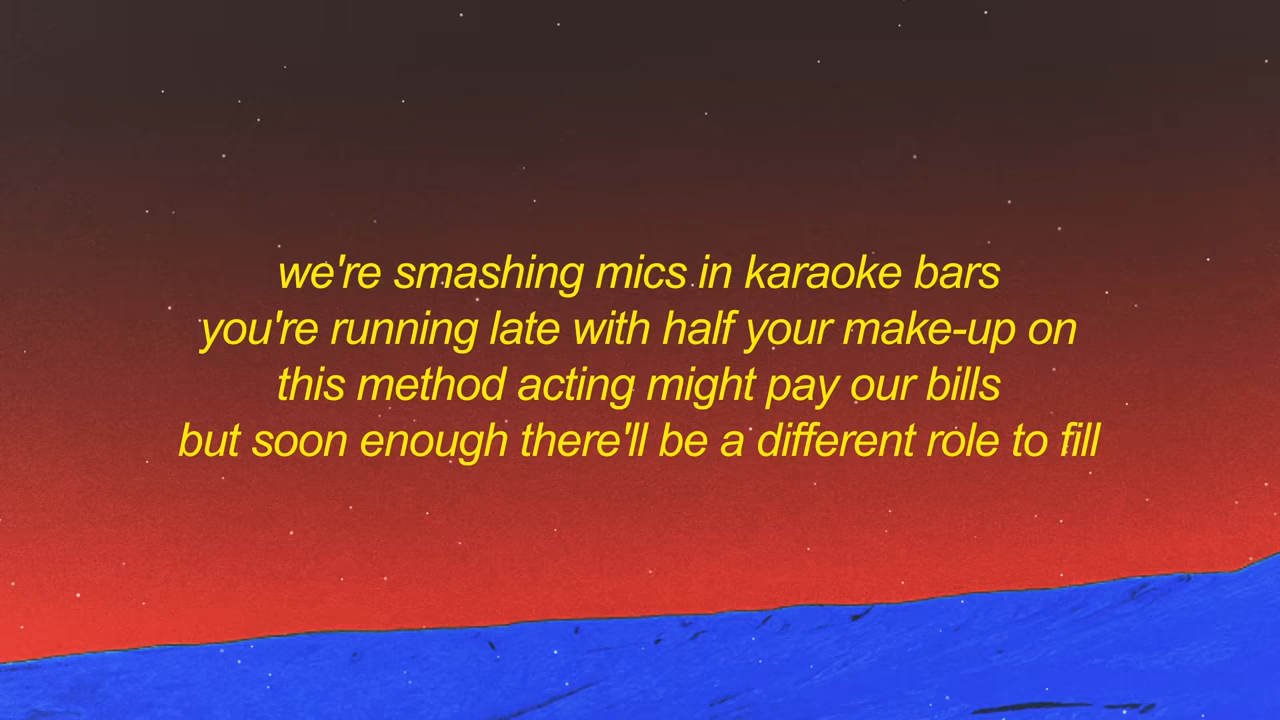 we're smashing mics in karaoke bars
you're running late with half your make-up on
this method acting might pay our bills
but soon enough there'll be a different role to fill